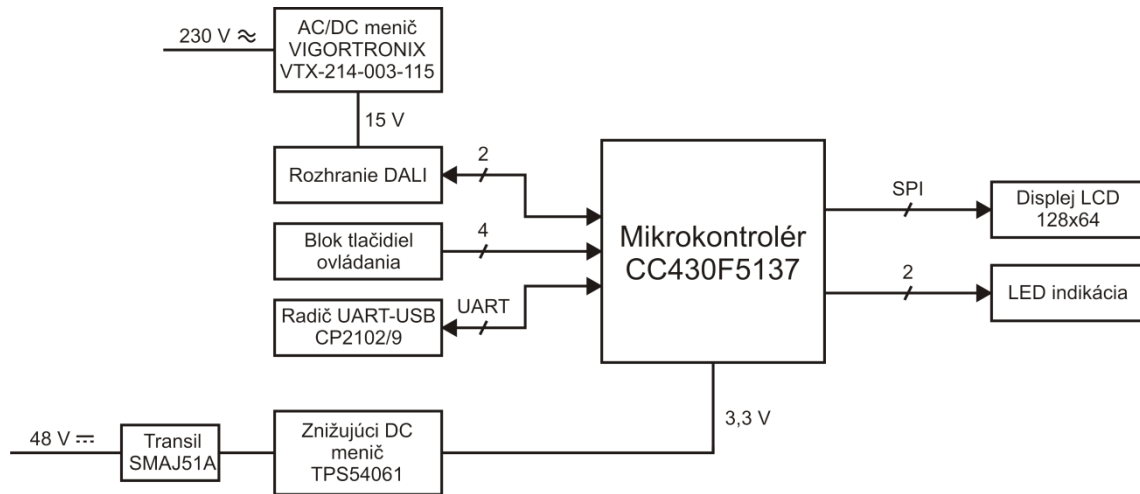 230 V ≂
AC/DC menič
VIGORTRONIX
VTX-214-003-115
15 V
Rozhranie DALI
2
Blok tlačidiel
ovládania
4
Radič UART-USB
CP2102/9
UART
Mikrokontrolér
CC430F5137
SPI
Displej LCD
128x64
2
LED indikácia
3,3 V
48 V ⎓
Transil
SMAJ51A
Znižujúci DC
menič
TPS54061